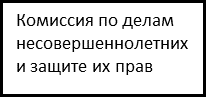 Комиссия по делам
несовершеннолетних
и защите их прав